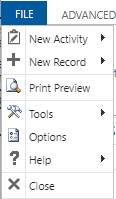 FILE ADVANCED
New Activity
New Record
Print Preview
Tools
Options
Help
Close